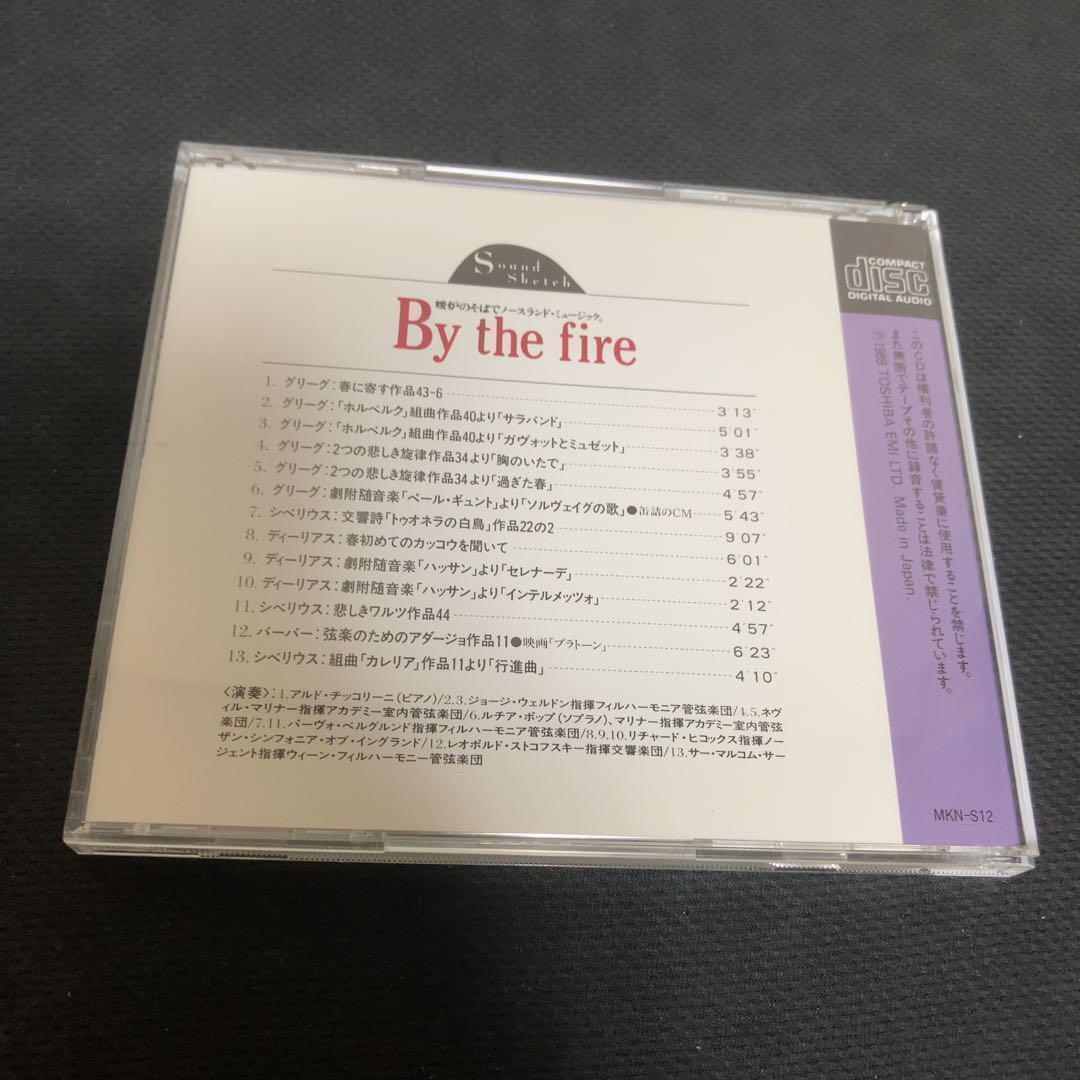 Sound
Sketch
暖炉のそばでノースランド・ミュージック。
By the fire
1. グリーグ：春に寄す作品43-6 3′13″
2. グリーグ：「ホルベルク」組曲作品40より「サラバンド」 5′01″
3. グリーグ：「ホルベルク」組曲作品40より「ガヴォットとミュゼット」 3′38″
4. グリーグ：2つの悲しき旋律作品34より「胸のいたで」 3′55″
5. グリーグ：2つの悲しき旋律作品34より「過ぎた春」 4′57″
6. グリーグ：劇附随音楽「ペール・ギュント」より「ソルヴェイグの歌」●缶詰のCM 5′43″
7. シベリウス：交響詩「トゥオネラの白鳥」作品22の2 9′07″
8. ディーリアス：春初めてのカッコウを聞いて 6′01″
9. ディーリアス：劇附随音楽「ハッサン」より「セレナーデ」 2′22″
10. ディーリアス：劇附随音楽「ハッサン」より「インテルメッツォ」 2′12″
11. シベリウス：悲しきワルツ作品44 4′57″
12. バーバー：弦楽のためのアダージョ作品11●映画「プラトーン」 6′23″
13. シベリウス：組曲「カレリア」作品11より「行進曲」 4′10″
〈演奏〉：1.アルド・チッコリーニ（ピアノ）/2.3.ジョージ・ウェルドン指揮フィルハーモニア管弦楽団/4.5.ネヴ
ィル・マリナー指揮アカデミー室内管弦楽団/6.ルチア・ポップ（ソプラノ）、マリナー指揮アカデミー室内管弦
楽団/7.11.パーヴォ・ベルグルンド指揮フィルハーモニア管弦楽団/8.9.10.リチャード・ヒコックス指揮ノー
ザン・シンフォニア・オブ・イングランド/12.レオポルド・ストコフスキー指揮交響楽団/13.サー・マルコム・サー
ジェント指揮ウィーン・フィルハーモニー管弦楽団
COMPACT
disc
DIGITAL AUDIO
このCDは権利者の許諾なく賃貸業に使用することを禁じます。
また無断でテープその他に録音することは法律で禁じられています。
Ⓟ 1989 TOSHIBA EMI LTD. Made in Japan.
MKN-S12